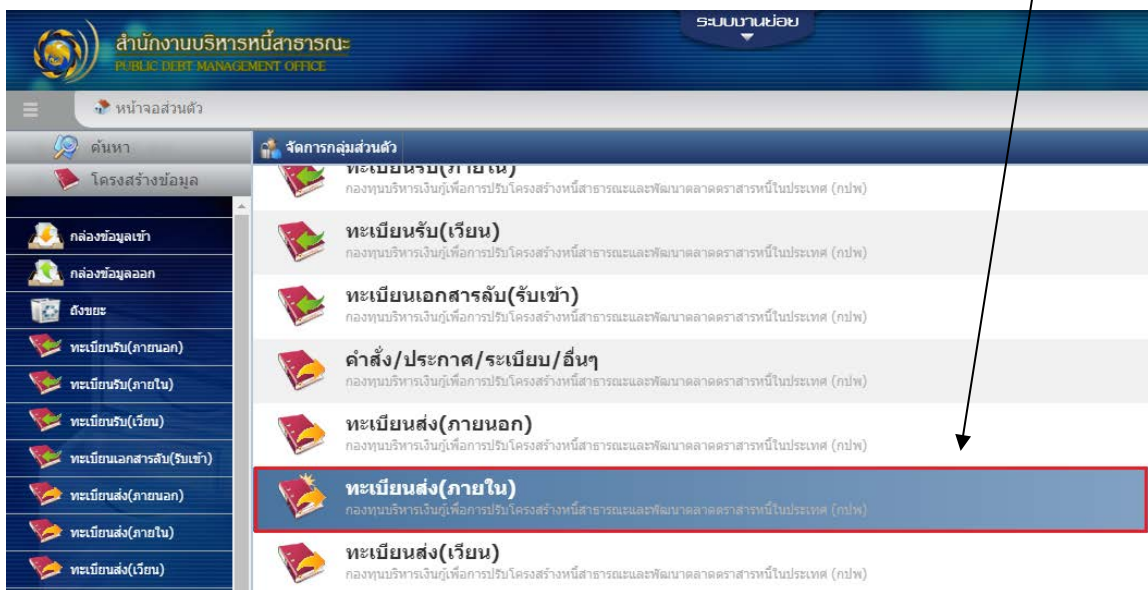 ระบบงานย่อย
สำนักงานบริหารหนี้สาธารณะ
PUBLIC DEBT MANAGEMENT OFFICE
หน้าจอส่วนตัว
ค้นหา
โครงสร้างข้อมูล
กล่องข้อมูลเข้า
กล่องข้อมูลออก
ถังขยะ
ทะเบียนรับ(ภายนอก)
ทะเบียนรับ(ภายใน)
ทะเบียนรับ(เวียน)
ทะเบียนเอกสารลับ(รับเข้า)
ทะเบียนส่ง(ภายนอก)
ทะเบียนส่ง(ภายใน)
ทะเบียนส่ง(เวียน)
จัดการกลุ่มส่วนตัว
ทะเบียนรับ(ภายใน)
กองทุนบริหารเงินกู้เพื่อการปรับโครงสร้างหนี้สาธารณะและพัฒนาตลาดตราสารหนี้ในประเทศ (กปพ)
ทะเบียนรับ(เวียน)
กองทุนบริหารเงินกู้เพื่อการปรับโครงสร้างหนี้สาธารณะและพัฒนาตลาดตราสารหนี้ในประเทศ (กปพ)
ทะเบียนเอกสารลับ(รับเข้า)
กองทุนบริหารเงินกู้เพื่อการปรับโครงสร้างหนี้สาธารณะและพัฒนาตลาดตราสารหนี้ในประเทศ (กปพ)
คำสั่ง/ประกาศ/ระเบียบ/อื่นๆ
กองทุนบริหารเงินกู้เพื่อการปรับโครงสร้างหนี้สาธารณะและพัฒนาตลาดตราสารหนี้ในประเทศ (กปพ)
ทะเบียนส่ง(ภายนอก)
กองทุนบริหารเงินกู้เพื่อการปรับโครงสร้างหนี้สาธารณะและพัฒนาตลาดตราสารหนี้ในประเทศ (กปพ)
ทะเบียนส่ง(ภายใน)
กองทุนบริหารเงินกู้เพื่อการปรับโครงสร้างหนี้สาธารณะและพัฒนาตลาดตราสารหนี้ในประเทศ (กปพ)
ทะเบียนส่ง(เวียน)
กองทุนบริหารเงินกู้เพื่อการปรับโครงสร้างหนี้สาธารณะและพัฒนาตลาดตราสารหนี้ในประเทศ (กปพ)